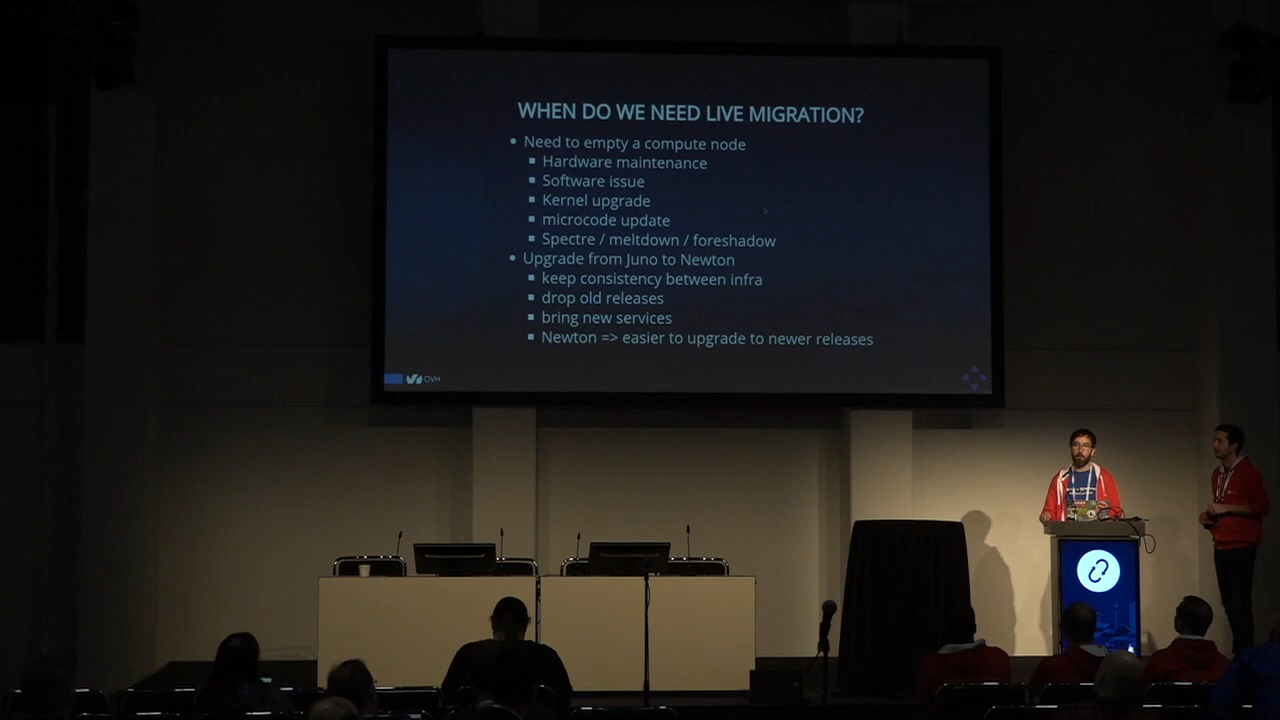 WHEN DO WE NEED LIVE MIGRATION?
• Need to empty a compute node
▪ Hardware maintenance
▪ Software issue
▪ Kernel upgrade
▪ microcode update
▪ Spectre / meltdown / foreshadow
• Upgrade from Juno to Newton
▪ keep consistency between infra
▪ drop old releases
▪ bring new services
▪ Newton => easier to upgrade to newer releases
OVH